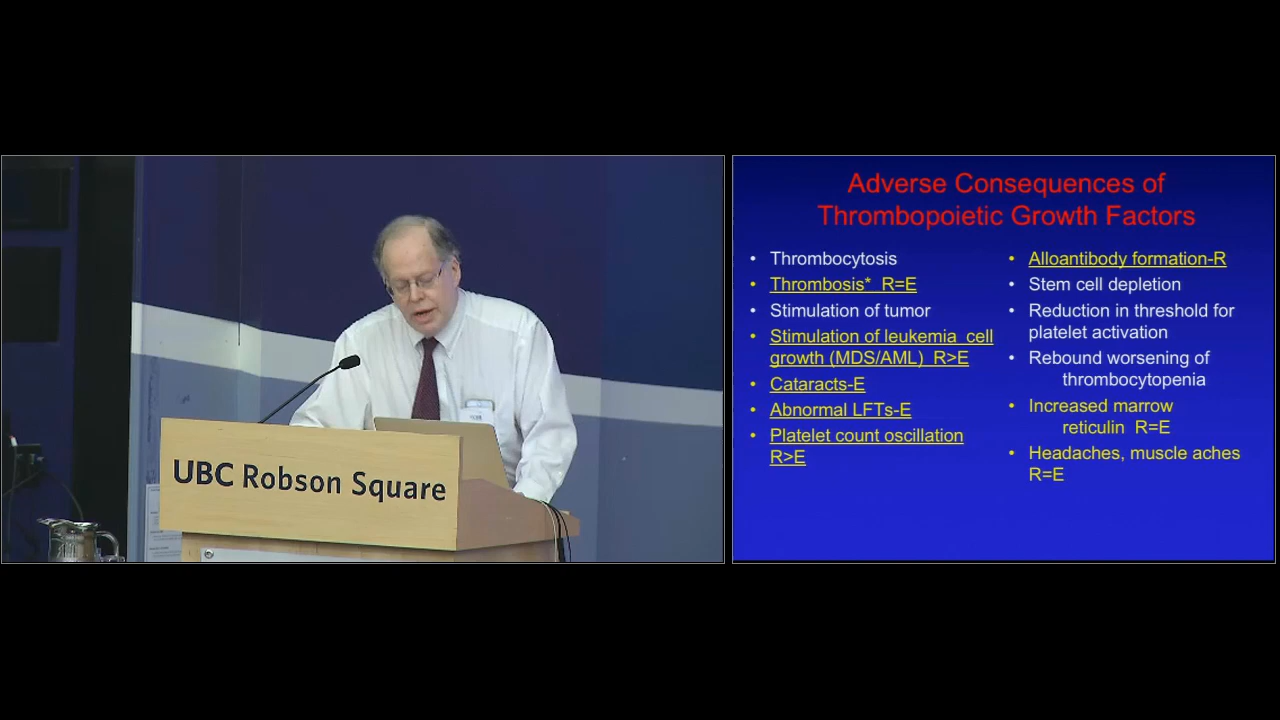 UBC Robson Square
Adverse Consequences of
Thrombopoietic Growth Factors
• Thrombocytosis
• Thrombosis* R=E
• Stimulation of tumor
• Stimulation of leukemia cell
growth (MDS/AML) R>E
• Cataracts-E
• Abnormal LFTs-E
• Platelet count oscillation
R>E
• Alloantibody formation-R
• Stem cell depletion
• Reduction in threshold for
platelet activation
• Rebound worsening of
thrombocytopenia
• Increased marrow
reticulin R=E
• Headaches, muscle aches
R=E